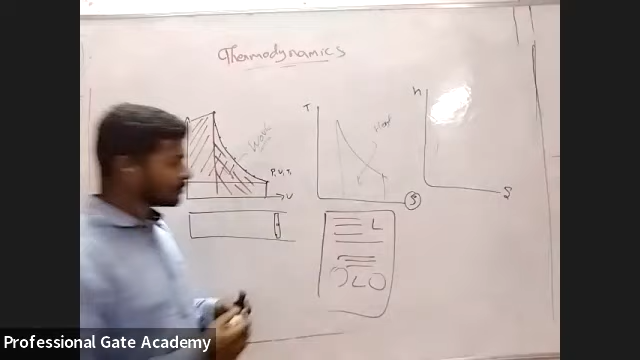 Thermodynamics
T
h
Work
Heat
P, V, T,
V
S
S
Professional Gate Academy